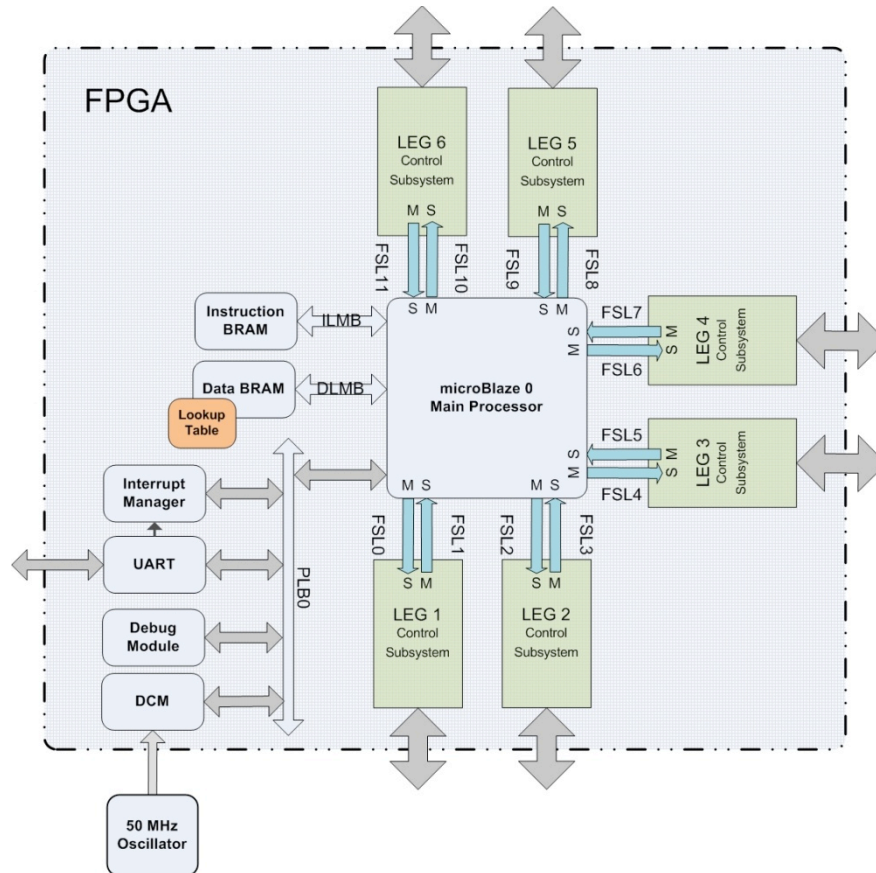 FPGA
LEG 6
Control
Subsystem
M S
LEG 5
Control
Subsystem
M S
FSL11
FSL10
FSL9
FSL8
S M
S M
Instruction
BRAM
ILMB
Data BRAM
DLMB
Lookup
Table
microBlaze 0
Main Processor
FSL7
S
M
M
S
FSL6
LEG 4
Control
Subsystem
FSL5
S
M
M
S
FSL4
LEG 3
Control
Subsystem
Interrupt
Manager
UART
Debug
Module
DCM
PLB0
M S
M S
FSL0
FSL1
FSL2
FSL3
S M
LEG 1
Control
Subsystem
S M
LEG 2
Control
Subsystem
50 MHz
Oscillator